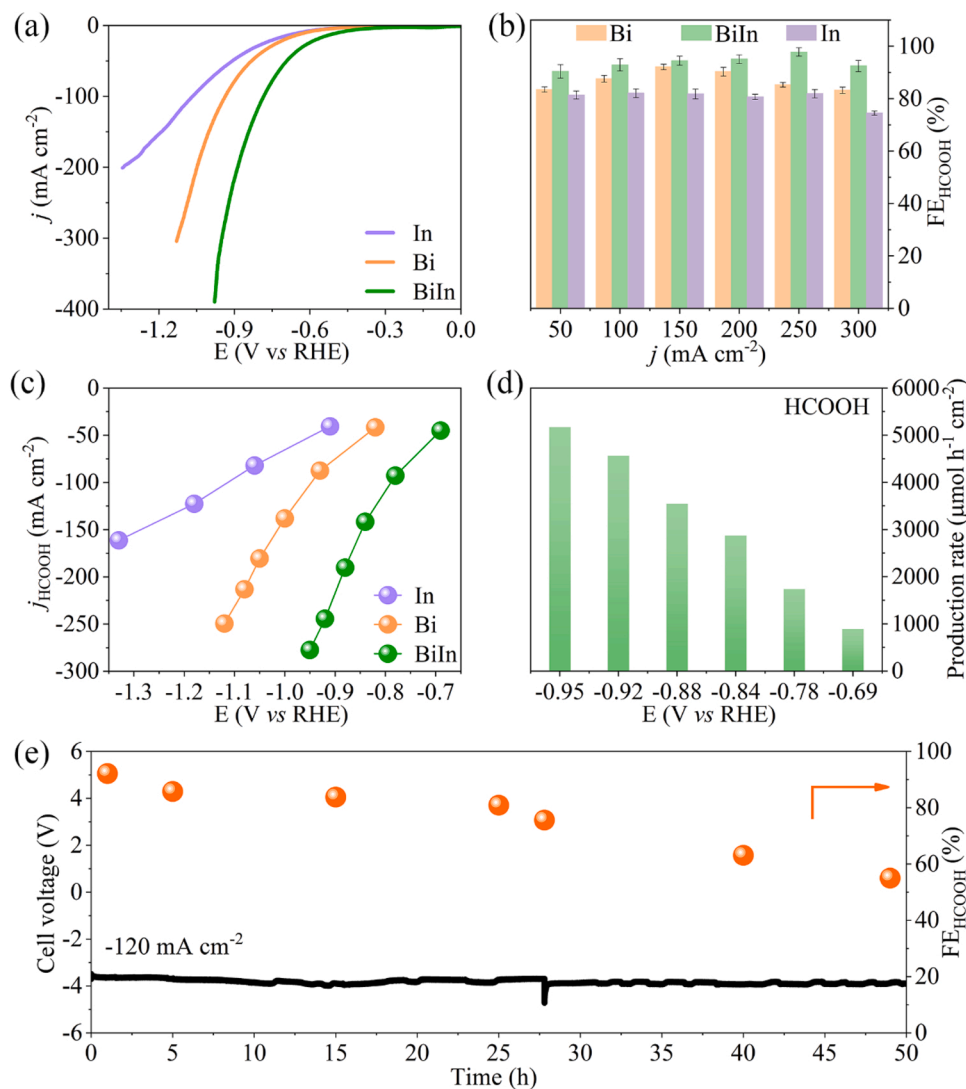 (a)
0
-100
-200
-300
-400
j (mA cm-2)
In
Bi
BiIn
-1.2 -0.9 -0.6 -0.3 0.0
E (V vs RHE)
(b)
Bi BiIn In
100
80
60
40
20
0
FEHCOOH (%)
50 100 150 200 250 300
j (mA cm-2)
(c)
0
-50
-100
-150
-200
-250
-300
jHCOOH (mA cm-2)
In
Bi
BiIn
-1.3 -1.2 -1.1 -1.0 -0.9 -0.8 -0.7
E (V vs RHE)
(d)
HCOOH
6000
5000
4000
3000
2000
1000
0
Production rate (μmol h-1 cm-2)
-0.95 -0.92 -0.88 -0.84 -0.78 -0.69
E (V vs RHE)
(e)
6
4
2
0
-2
-4
-6
Cell voltage (V)
-120 mA cm-2
100
80
60
40
20
0
FEHCOOH (%)
0 5 10 15 20 25 30 35 40 45 50
Time (h)